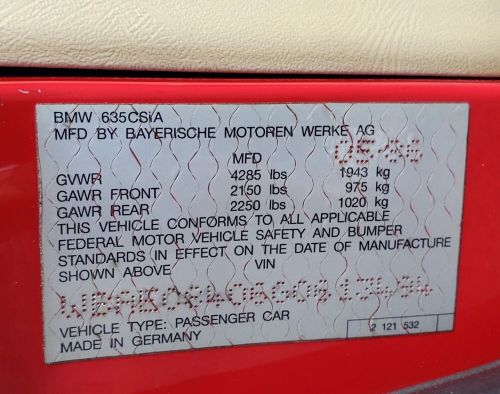 BMW 635CSiA
MFD BY BAYERISCHE MOTOREN WERKE AG
MFD 05·86
GVWR 4285 lbs 1943 kg
GAWR FRONT 2150 lbs 975 kg
GAWR REAR 2250 lbs 1020 kg
THIS VEHICLE CONFORMS TO ALL APPLICABLE
FEDERAL MOTOR VEHICLE SAFETY AND BUMPER
STANDARDS IN EFFECT ON THE DATE OF MANUFACTURE
SHOWN ABOVE VIN
VEHICLE TYPE: PASSENGER CAR
2 121 532
MADE IN GERMANY